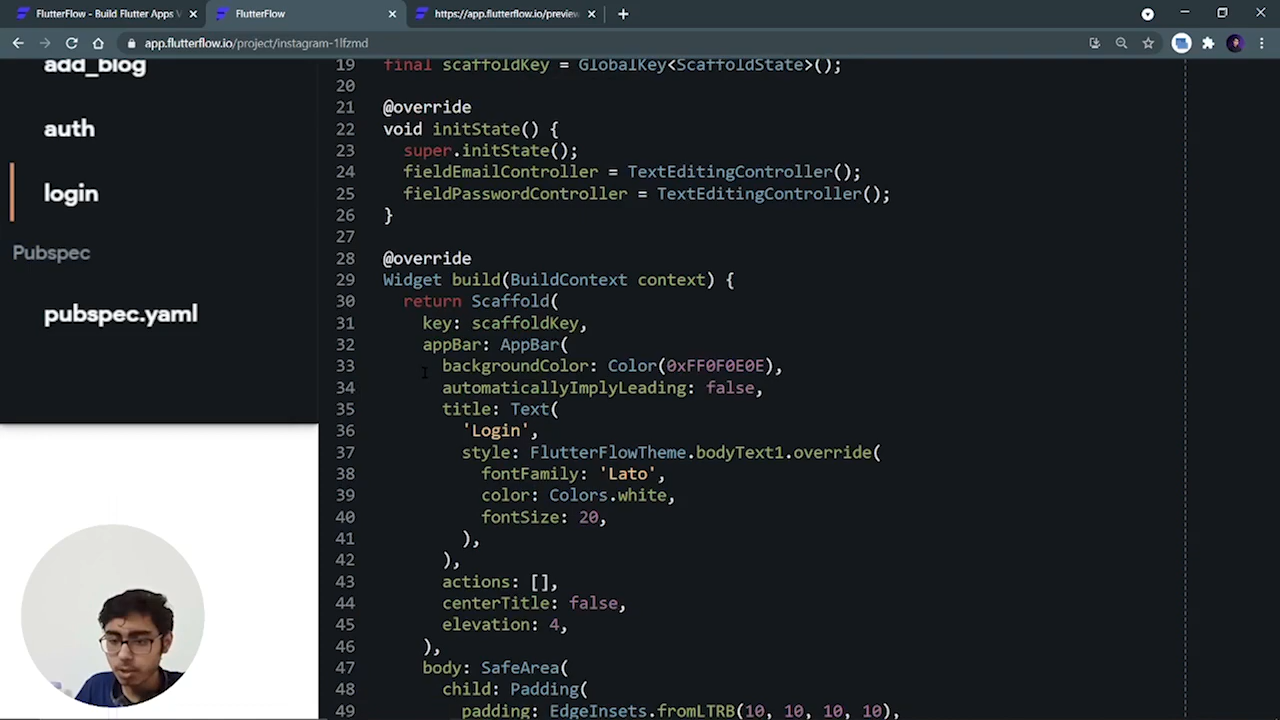 FlutterFlow - Build Flutter Apps V
FlutterFlow
https://app.flutterflow.io/preview
app.flutterflow.io/project/instagram-1lfzmd
add_blog
auth
login
Pubspec
pubspec.yaml
19 final scaffoldKey = GlobalKey<ScaffoldState>();
20
21 @override
22 void initState() {
23 super.initState();
24 fieldEmailController = TextEditingController();
25 fieldPasswordController = TextEditingController();
26 }
27
28 @override
29 Widget build(BuildContext context) {
30 return Scaffold(
31 key: scaffoldKey,
32 appBar: AppBar(
33 backgroundColor: Color(0xFF0F0E0E),
34 automaticallyImplyLeading: false,
35 title: Text(
36 'Login',
37 style: FlutterFlowTheme.bodyText1.override(
38 fontFamily: 'Lato',
39 color: Colors.white,
40 fontSize: 20,
41 ),
42 ),
43 actions: [],
44 centerTitle: false,
45 elevation: 4,
46 ),
47 body: SafeArea(
48 child: Padding(
49 padding: EdgeInsets.fromLTRB(10, 10, 10, 10),